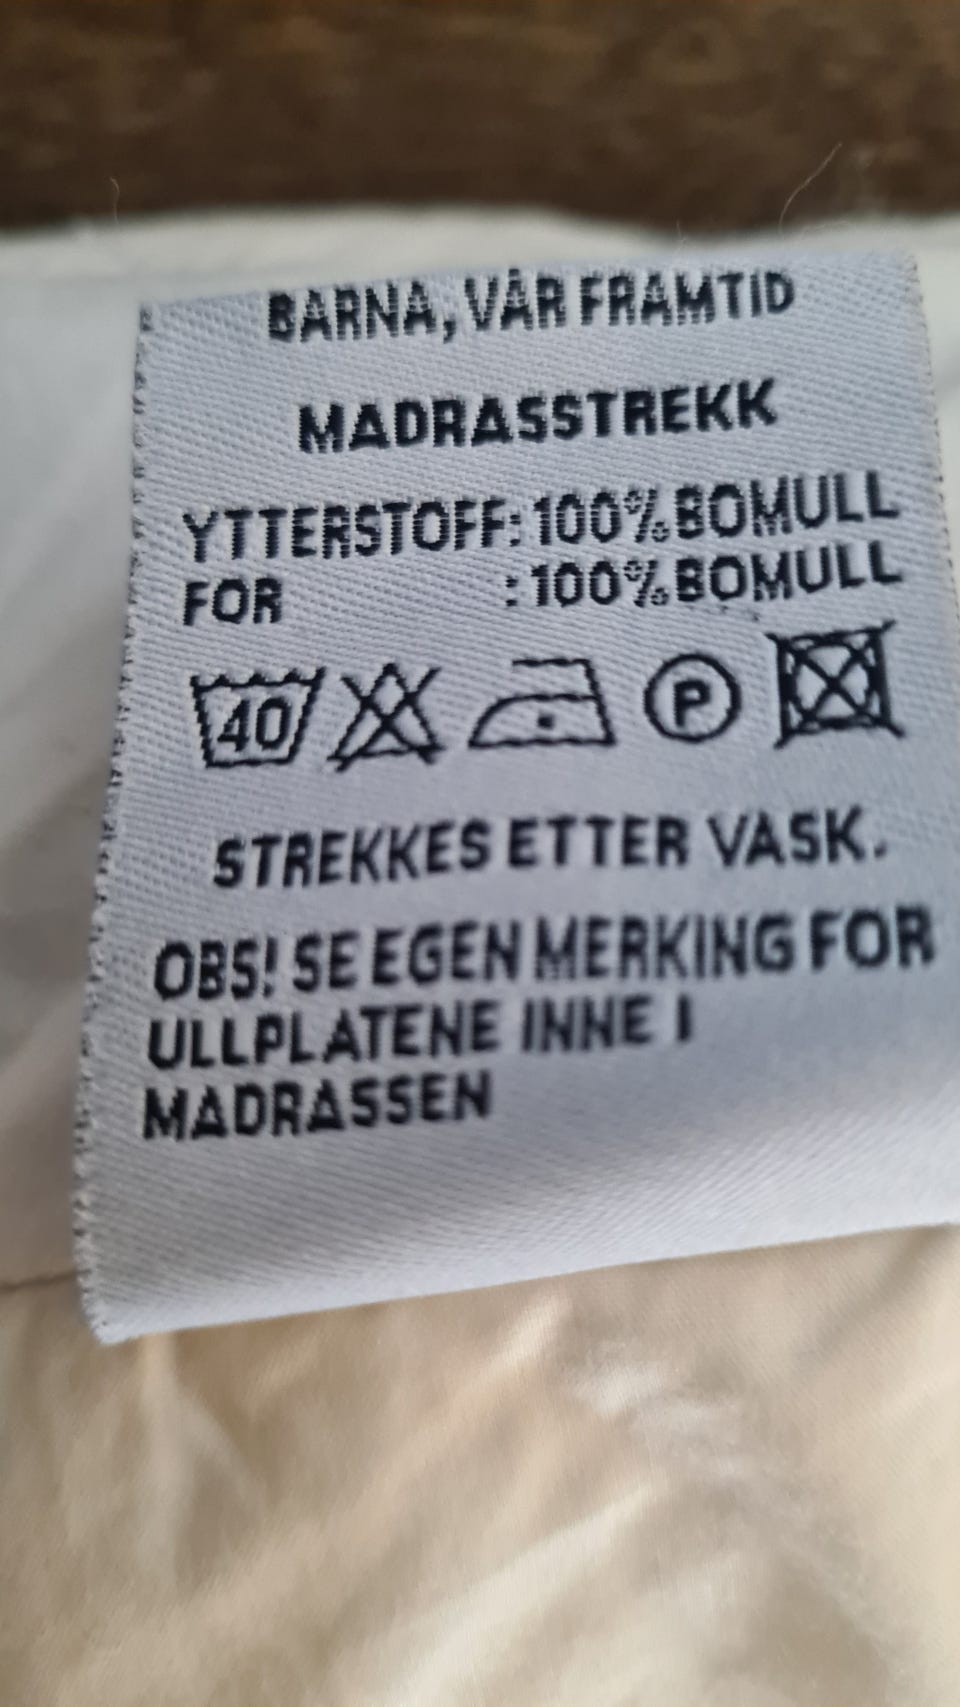 BARNA, VÅR FRAMTID
MADRASSTREKK
YTTERSTOFF: 100% BOMULL
FOR : 100% BOMULL
40 P
STREKKES ETTER VASK.
OBS! SE EGEN MERKING FOR
ULLPLATENE INNE I
MADRASSEN